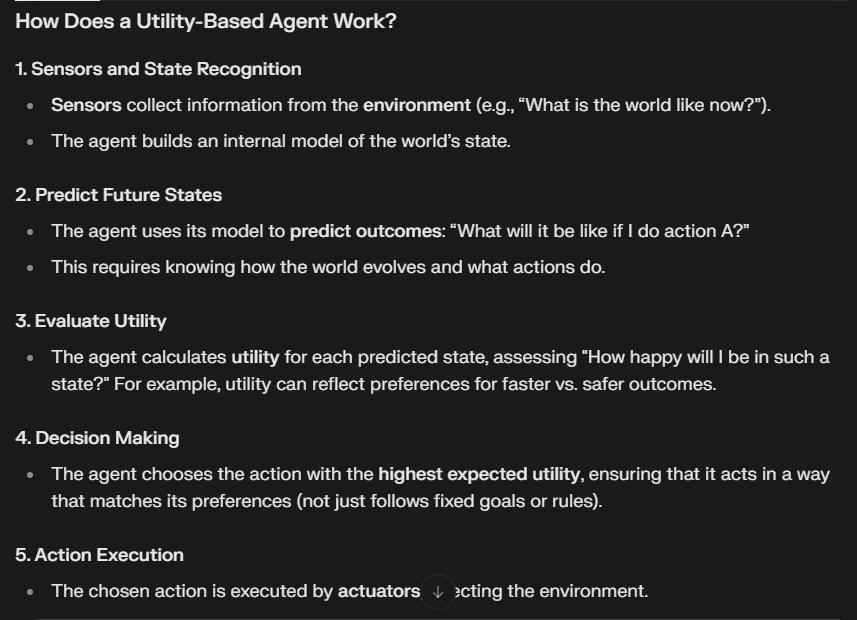 How Does a Utility-Based Agent Work?
1. Sensors and State Recognition
• Sensors collect information from the environment (e.g., “What is the world like now?”).
• The agent builds an internal model of the world’s state.
2. Predict Future States
• The agent uses its model to predict outcomes: “What will it be like if I do action A?”
• This requires knowing how the world evolves and what actions do.
3. Evaluate Utility
• The agent calculates utility for each predicted state, assessing "How happy will I be in such a
state?" For example, utility can reflect preferences for faster vs. safer outcomes.
4. Decision Making
• The agent chooses the action with the highest expected utility, ensuring that it acts in a way
that matches its preferences (not just follows fixed goals or rules).
5. Action Execution
• The chosen action is executed by actuators ecting the environment.